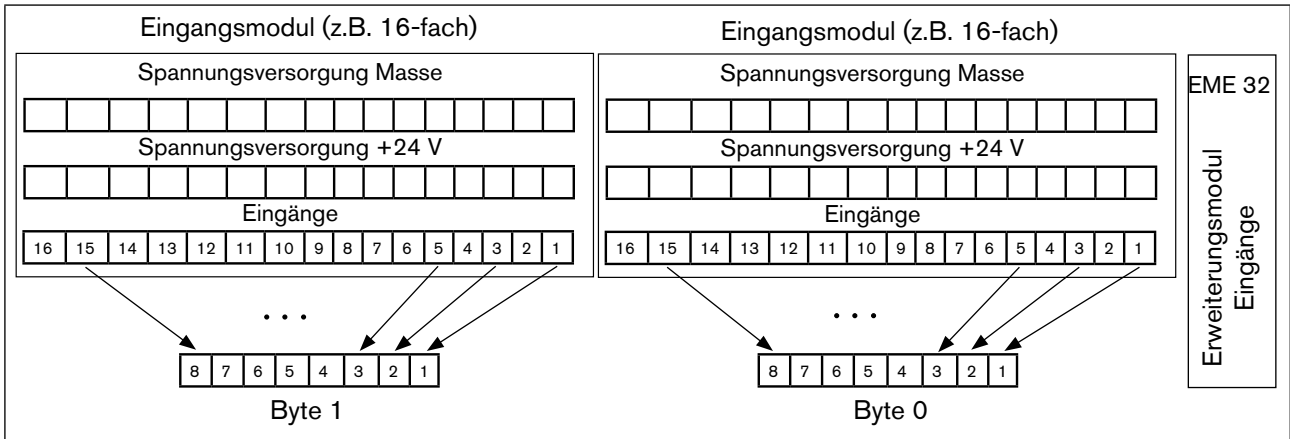 Eingangsmodul (z.B. 16-fach)
Spannungsversorgung Masse
Spannungsversorgung +24 V
Eingänge
16 15 14 13 12 11 10 9 8 7 6 5 4 3 2 1
. . .
8 7 6 5 4 3 2 1
Byte 1
Eingangsmodul (z.B. 16-fach)
Spannungsversorgung Masse
Spannungsversorgung +24 V
Eingänge
16 15 14 13 12 11 10 9 8 7 6 5 4 3 2 1
. . .
8 7 6 5 4 3 2 1
Byte 0
EME 32
Erweiterungsmodul
Eingänge